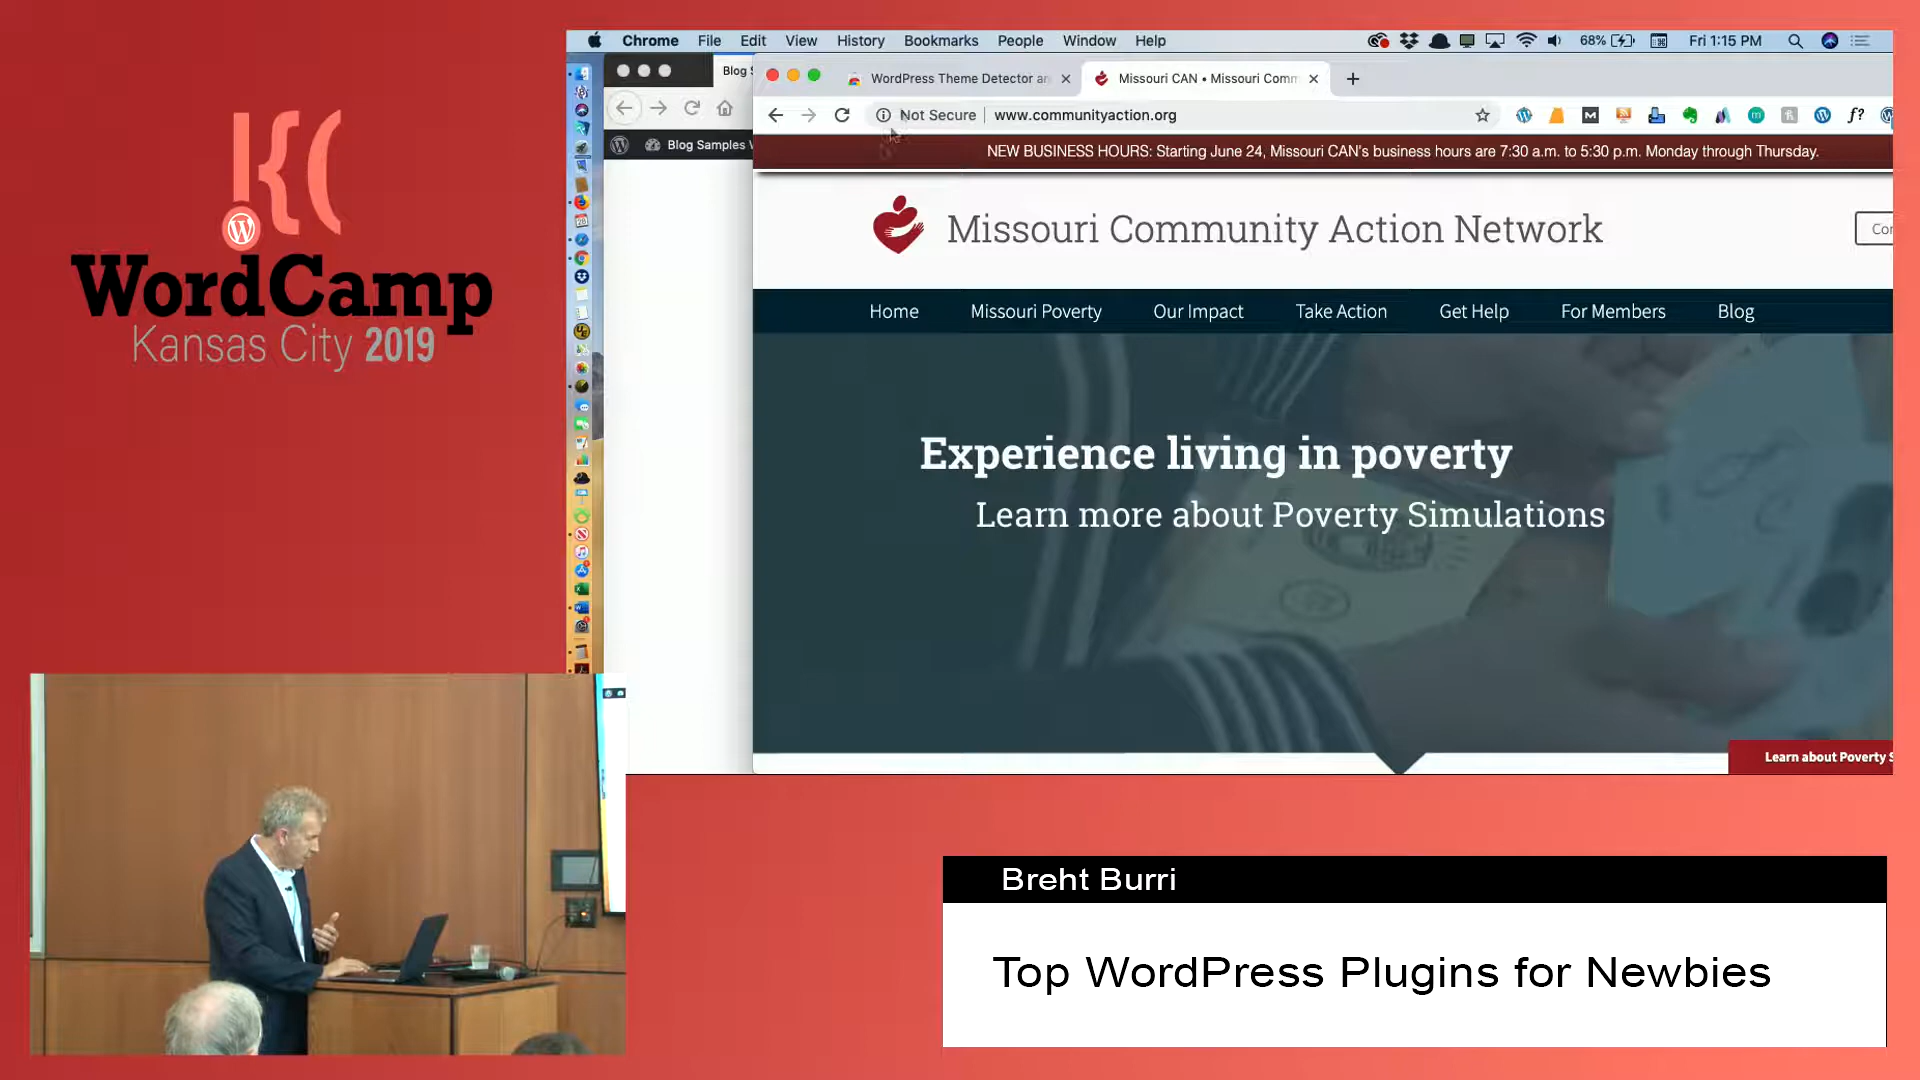 KC
WordCamp
Kansas City 2019
Chrome File Edit View History Bookmarks People Window Help 68% Fri 1:15 PM
Blog S
WordPress Theme Detector an
Missouri CAN • Missouri Comm
Not Secure www.communityaction.org
Blog Samples W
NEW BUSINESS HOURS: Starting June 24, Missouri CAN's business hours are 7:30 a.m. to 5:30 p.m. Monday through Thursday.
Missouri Community Action Network
Con
Home Missouri Poverty Our Impact Take Action Get Help For Members Blog
Experience living in poverty
Learn more about Poverty Simulations
Learn about Poverty S
Breht Burri
Top WordPress Plugins for Newbies